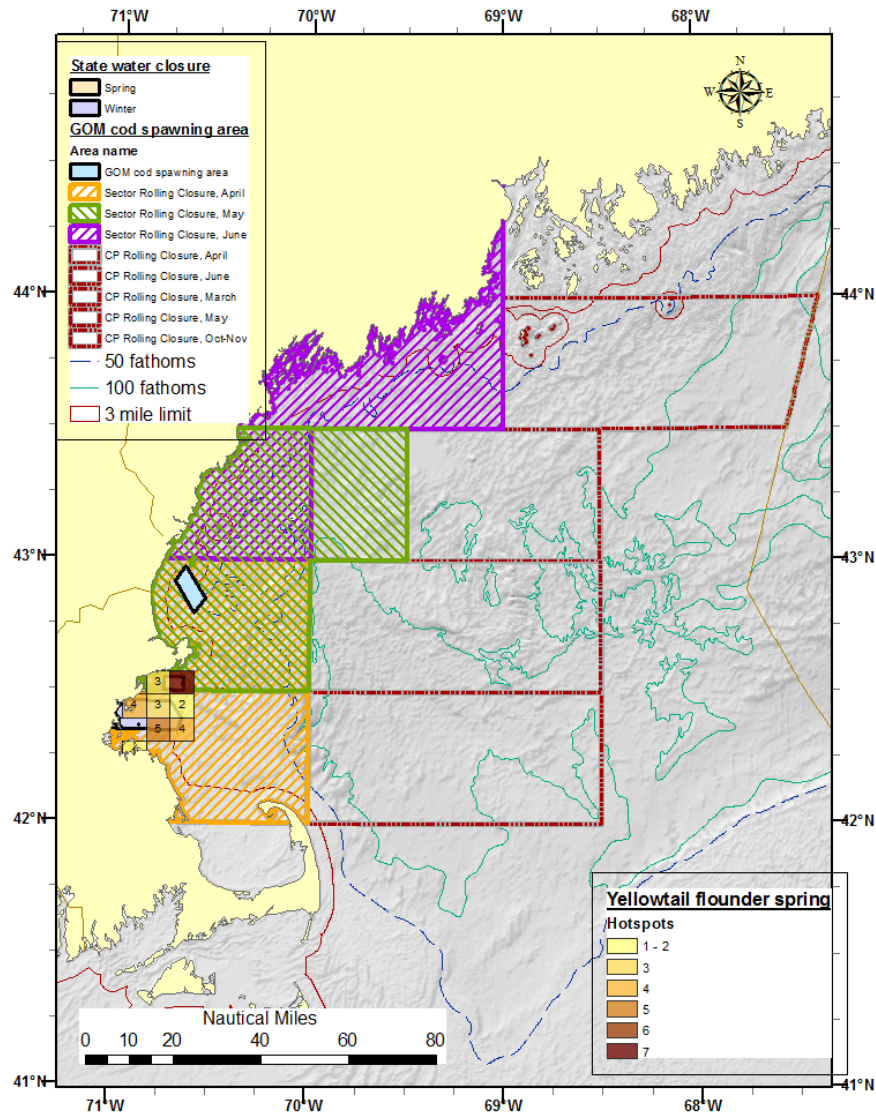 71°W 70°W 69°W 68°W
State water closure
Spring
Winter
GOM cod spawning area
Area name
GOM cod spawning area
Sector Rolling Closure, April
Sector Rolling Closure, May
Sector Rolling Closure, June
CP Rolling Closure, April
CP Rolling Closure, June
CP Rolling Closure, March
CP Rolling Closure, May
CP Rolling Closure, Oct-Nov
50 fathoms
100 fathoms
3 mile limit
N
W E
S
44°N 44°N
43°N 43°N
3
4 3 2
5 4
42°N 42°N
Yellowtail flounder spring
Hotspots
1 - 2
3
4
5
6
7
Nautical Miles
0 10 20 40 60 80
41°N 41°N
71°W 70°W 69°W 68°W